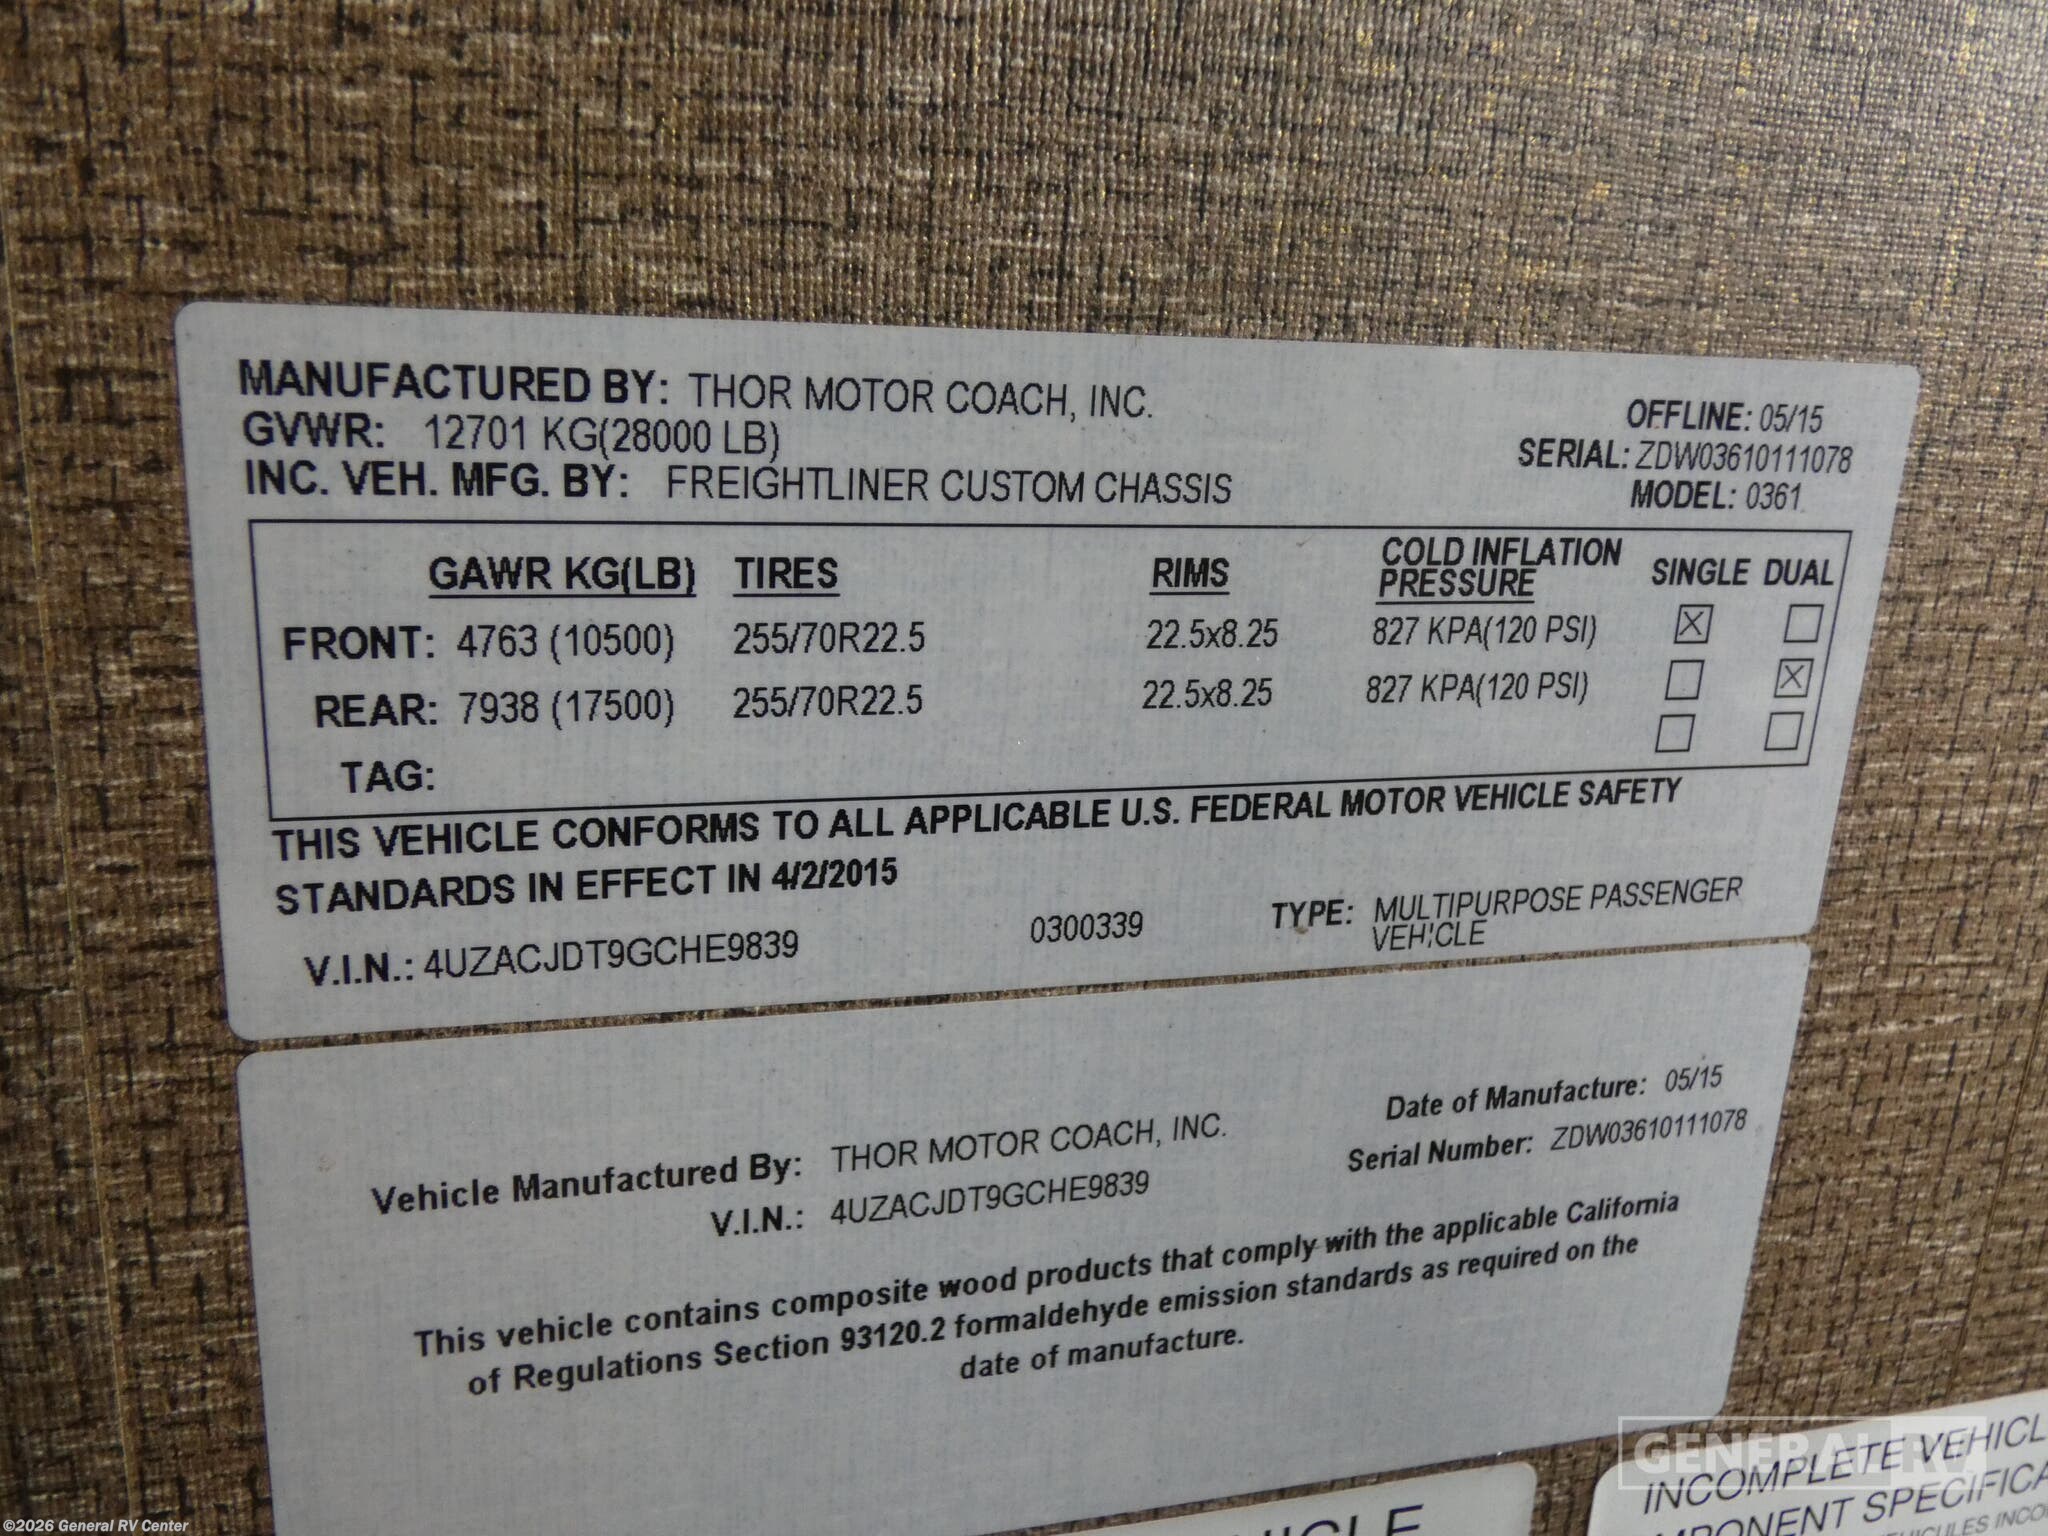 MANUFACTURED BY: THOR MOTOR COACH, INC.
GVWR: 12701 KG(28000 LB)
INC. VEH. MFG. BY: FREIGHTLINER CUSTOM CHASSIS
OFFLINE: 05/15
SERIAL: ZDW03610111078
MODEL: 0361
GAWR KG(LB) TIRES RIMS COLD INFLATION PRESSURE SINGLE DUAL
FRONT: 4763 (10500) 255/70R22.5 22.5x8.25 827 KPA(120 PSI) ☒ ☐
REAR: 7938 (17500) 255/70R22.5 22.5x8.25 827 KPA(120 PSI) ☐ ☒
TAG: ☐ ☐
THIS VEHICLE CONFORMS TO ALL APPLICABLE U.S. FEDERAL MOTOR VEHICLE SAFETY
STANDARDS IN EFFECT IN 4/2/2015
V.I.N.: 4UZACJDT9GCHE9839 0300339 TYPE: MULTIPURPOSE PASSENGER
VEHICLE
Date of Manufacture: 05/15
Serial Number: ZDW03610111078
Vehicle Manufactured By: THOR MOTOR COACH, INC.
V.I.N.: 4UZACJDT9GCHE9839
This vehicle contains composite wood products that comply with the applicable California
of Regulations Section 93120.2 formaldehyde emission standards as required on the
date of manufacture.
GENERAL RV
INCOMPLETE VEHICL
PONENT SPECIFICA
©2026 General RV Center